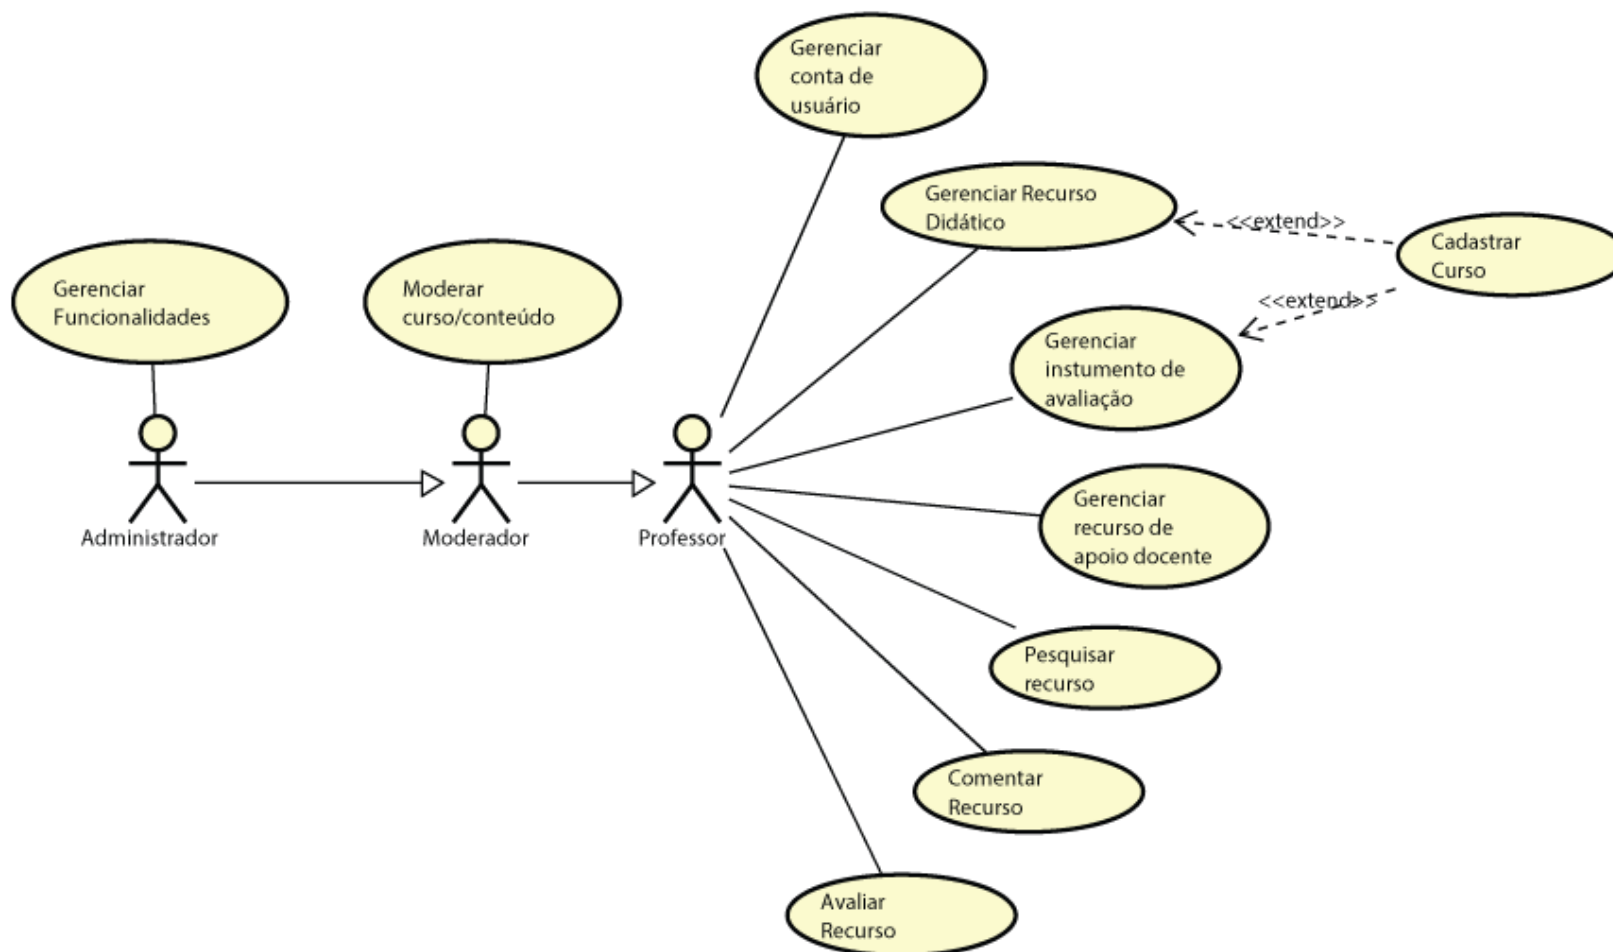 Gerenciar
conta de
usuário
Gerenciar Recurso
Didático
<<extend>>
Cadastrar
Curso
Gerenciar
Funcionalidades
Moderar
curso/conteúdo
<<extend>>
Gerenciar
instumento de
avaliação
Administrador
Moderador
Professor
Gerenciar
recurso de
apoio docente
Pesquisar
recurso
Comentar
Recurso
Avaliar
Recurso